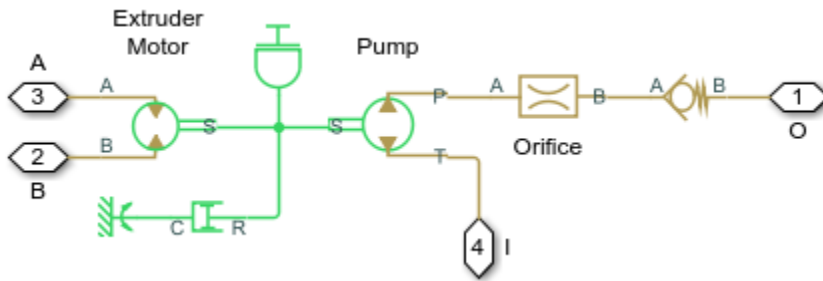 Extruder
Motor
Pump
A
3
A
S
S
P
A
B
A
B
1
O
2
B
B
Orifice
T
C
R
4
I